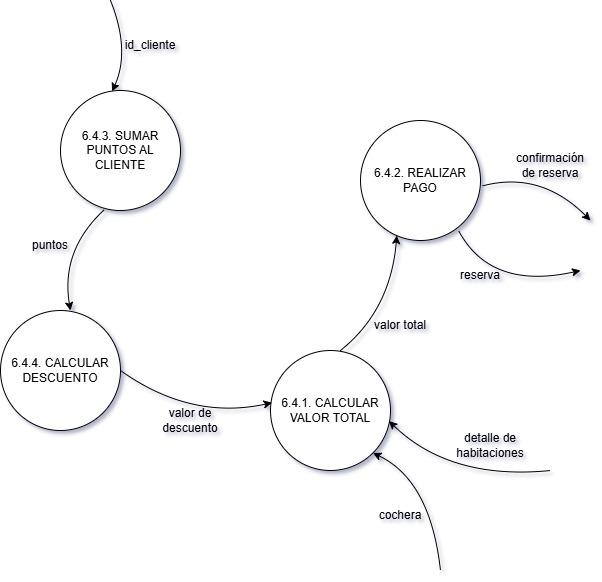 id_cliente
6.4.3. SUMAR
PUNTOS AL
CLIENTE
6.4.2. REALIZAR
PAGO
confirmación
de reserva
puntos
reserva
valor total
6.4.4. CALCULAR
DESCUENTO
6.4.1. CALCULAR
VALOR TOTAL
valor de
descuento
detalle de
habitaciones
cochera